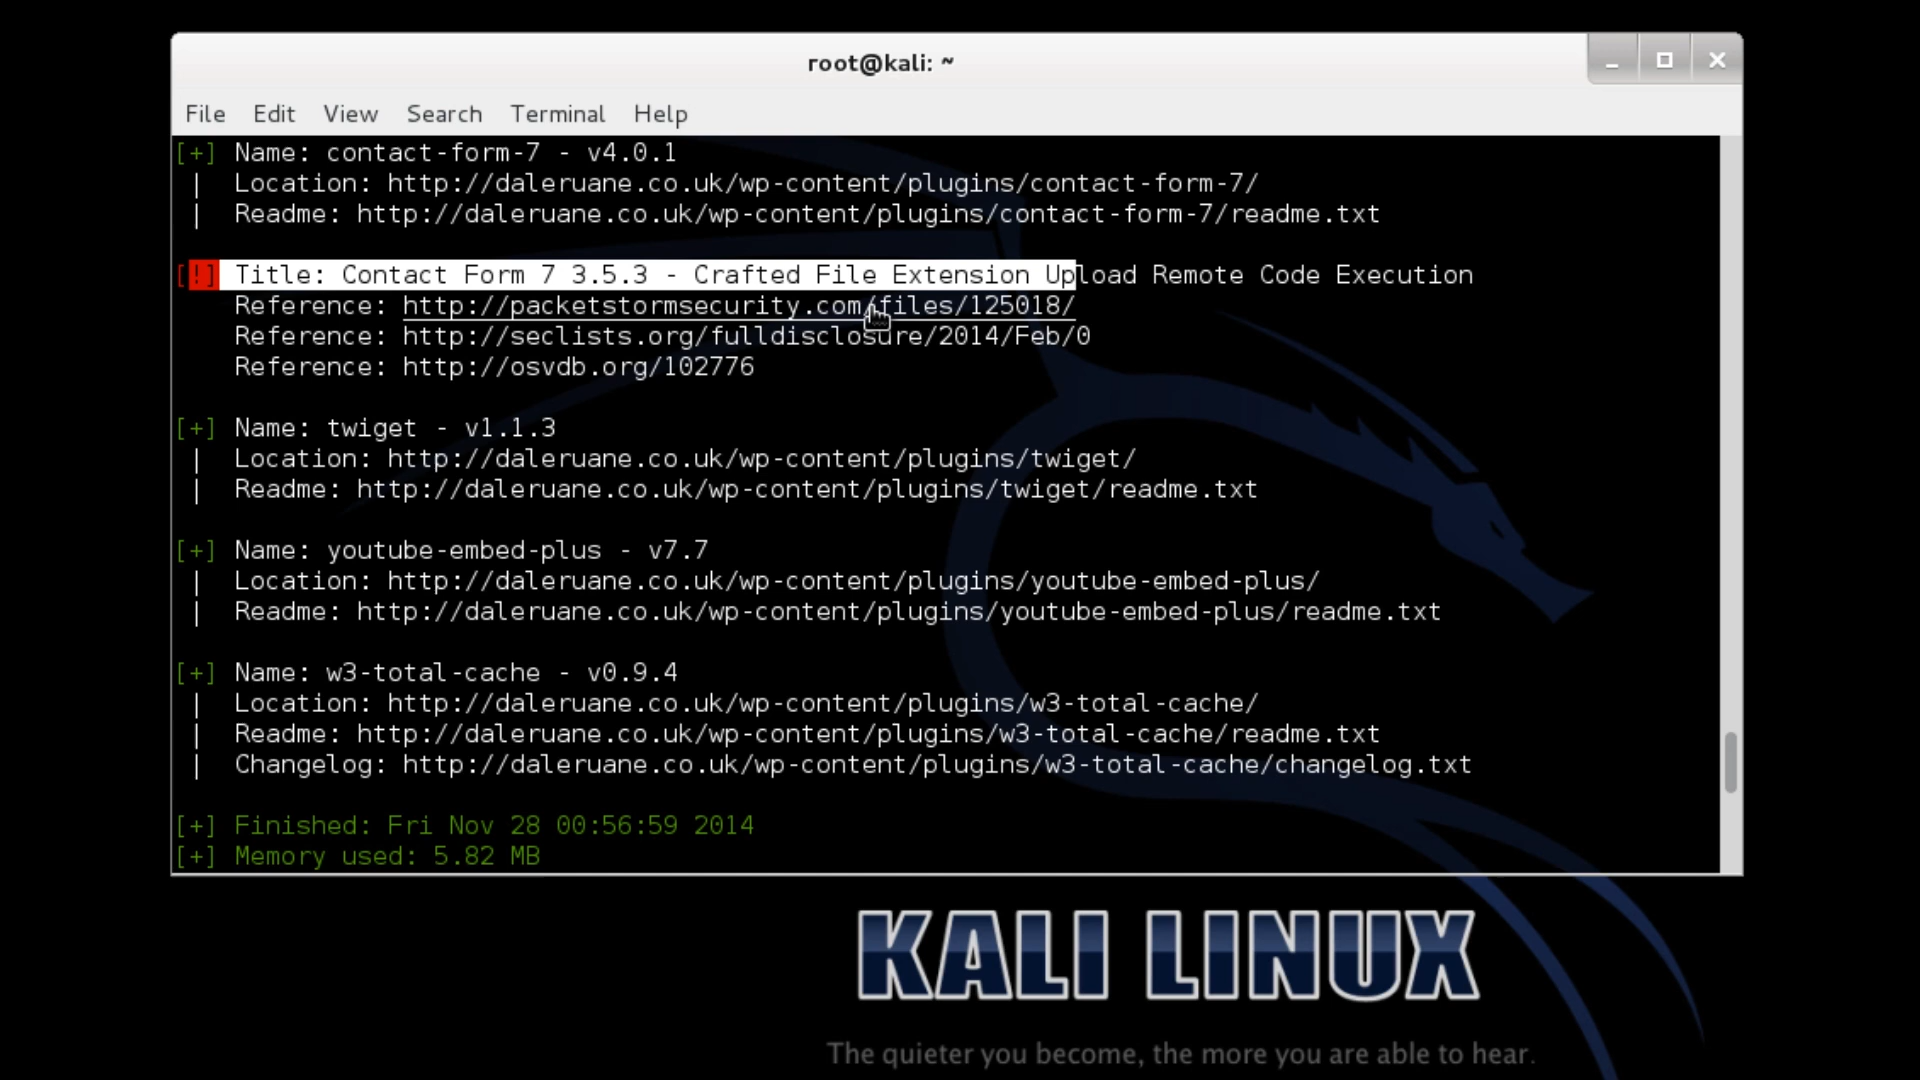 root@kali: ~
File Edit View Search Terminal Help
[+] Name: contact-form-7 - v4.0.1
| Location: http://daleruane.co.uk/wp-content/plugins/contact-form-7/
| Readme: http://daleruane.co.uk/wp-content/plugins/contact-form-7/readme.txt
[!] Title: Contact Form 7 3.5.3 - Crafted File Extension Upload Remote Code Execution
Reference: http://packetstormsecurity.com/files/125018/
Reference: http://seclists.org/fulldisclosure/2014/Feb/0
Reference: http://osvdb.org/102776
[+] Name: twiget - v1.1.3
| Location: http://daleruane.co.uk/wp-content/plugins/twiget/
| Readme: http://daleruane.co.uk/wp-content/plugins/twiget/readme.txt
[+] Name: youtube-embed-plus - v7.7
| Location: http://daleruane.co.uk/wp-content/plugins/youtube-embed-plus/
| Readme: http://daleruane.co.uk/wp-content/plugins/youtube-embed-plus/readme.txt
[+] Name: w3-total-cache - v0.9.4
| Location: http://daleruane.co.uk/wp-content/plugins/w3-total-cache/
| Readme: http://daleruane.co.uk/wp-content/plugins/w3-total-cache/readme.txt
| Changelog: http://daleruane.co.uk/wp-content/plugins/w3-total-cache/changelog.txt
[+] Finished: Fri Nov 28 00:56:59 2014
[+] Memory used: 5.82 MB
KALI LINUX
The quieter you become, the more you are able to hear.